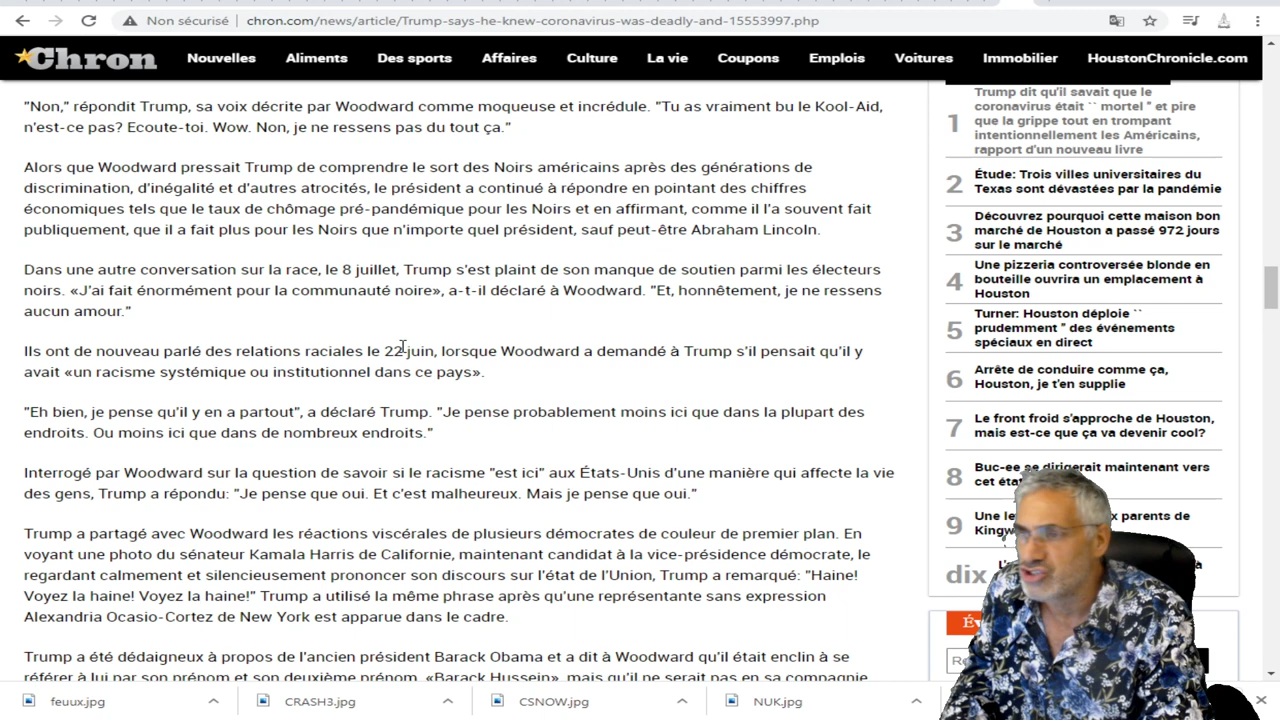 Non sécurisé | chron.com/news/article/Trump-says-he-knew-coronavirus-was-deadly-and-15553997.php
Chron Nouvelles Aliments Des sports Affaires Culture La vie Coupons Emplois Voitures Immobilier HoustonChronicle.com
"Non," répondit Trump, sa voix décrite par Woodward comme moqueuse et incrédule. "Tu as vraiment bu le Kool-Aid,
n'est-ce pas? Ecoute-toi. Wow. Non, je ne ressens pas du tout ça."
Alors que Woodward pressait Trump de comprendre le sort des Noirs américains après des générations de
discrimination, d'inégalité et d'autres atrocités, le président a continué à répondre en pointant des chiffres
économiques tels que le taux de chômage pré-pandémique pour les Noirs et en affirmant, comme il l'a souvent fait
publiquement, que il a fait plus pour les Noirs que n'importe quel président, sauf peut-être Abraham Lincoln.
Dans une autre conversation sur la race, le 8 juillet, Trump s'est plaint de son manque de soutien parmi les électeurs
noirs. «J'ai fait énormément pour la communauté noire», a-t-il déclaré à Woodward. "Et, honnêtement, je ne ressens
aucun amour."
Ils ont de nouveau parlé des relations raciales le 22 juin, lorsque Woodward a demandé à Trump s'il pensait qu'il y
avait «un racisme systémique ou institutionnel dans ce pays».
"Eh bien, je pense qu'il y en a partout", a déclaré Trump. "Je pense probablement moins ici que dans la plupart des
endroits. Ou moins ici que dans de nombreux endroits."
Interrogé par Woodward sur la question de savoir si le racisme "est ici" aux États-Unis d'une manière qui affecte la vie
des gens, Trump a répondu: "Je pense que oui. Et c'est malheureux. Mais je pense que oui."
Trump a partagé avec Woodward les réactions viscérales de plusieurs démocrates de couleur de premier plan. En
voyant une photo du sénateur Kamala Harris de Californie, maintenant candidat à la vice-présidence démocrate, le
regardant calmement et silencieusement prononcer son discours sur l'état de l'Union, Trump a remarqué: "Haine!
Voyez la haine! Voyez la haine!" Trump a utilisé la même phrase après qu'une représentante sans expression
Alexandria Ocasio-Cortez de New York est apparue dans le cadre.
Trump a été dédaigneux à propos de l'ancien président Barack Obama et a dit à Woodward qu'il était enclin à se
référer à lui par son prénom et son deuxième prénom, «Barack Hussein», mais qu'il ne serait pas en sa compagnie
1 Trump dit qu'il savait que le
coronavirus était `` mortel '' et pire
que la grippe tout en trompant
intentionnellement les Américains,
rapport d'un nouveau livre
2 Étude: Trois villes universitaires du
Texas sont dévastées par la pandémie
3 Découvrez pourquoi cette maison bon
marché de Houston a passé 972 jours
sur le marché
4 Une pizzeria controversée blonde en
bouteille ouvrira un emplacement à
Houston
5 Turner: Houston déploie ``
prudemment '' des événements
spéciaux en direct
6 Arrête de conduire comme ça,
Houston, je t'en supplie
7 Le front froid s'approche de Houston,
mais est-ce que ça va devenir cool?
8 Buc-ee se dirigerait maintenant vers
cet
9 Une parents de
dix
feuux.jpg CRASH3.jpg CSNOW.jpg NUK.jpg